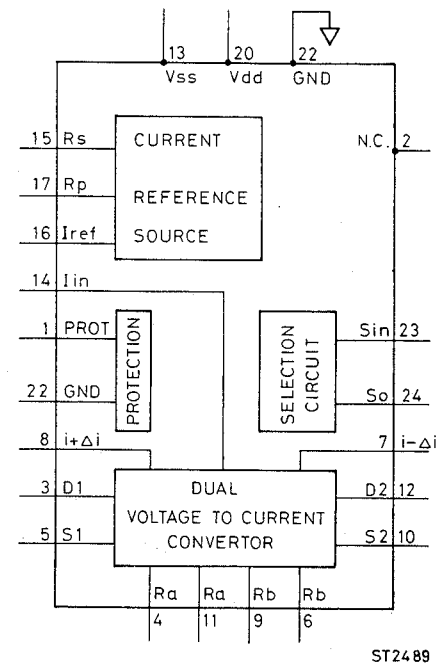 13 20 22
Vss Vdd GND
15 Rs CURRENT N.C. 2
17 Rp REFERENCE
16 Iref SOURCE
14 Iin
1 PROT PROTECTION SELECTION CIRCUIT Sin 23
22 GND So 24
8 i+Δi 7 i−Δi
3 D1 DUAL D2 12
VOLTAGE TO CURRENT
5 S1 CONVERTOR S2 10
Ra Ra Rb Rb
4 11 9 6
ST2489